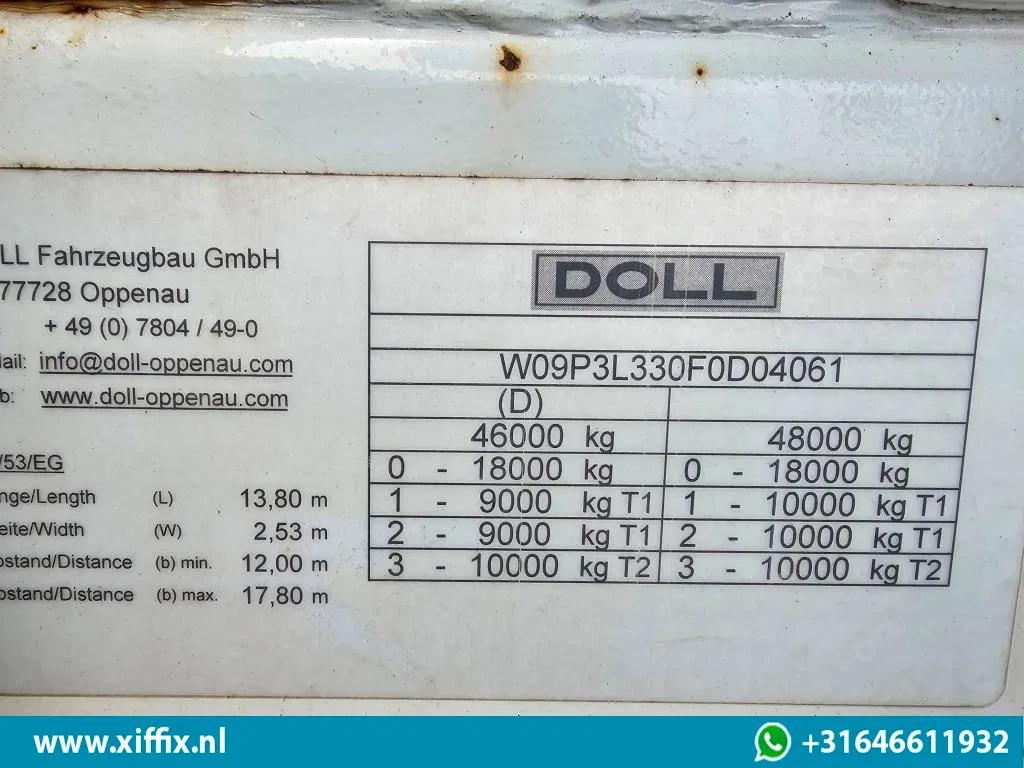 LL Fahrzeugbau GmbH
77728 Oppenau
+ 49 (0) 7804 / 49-0
ail: info@doll-oppenau.com
b: www.doll-oppenau.com
/53/EG
nge/Length (L) 13,80 m
eite/Width (W) 2,53 m
ostand/Distance (b) min. 12,00 m
ostand/Distance (b) max. 17,80 m
DOLL
W09P3L330F0D04061
(D)
46000 kg 48000 kg
0 - 18000 kg 0 - 18000 kg
1 - 9000 kg T1 1 - 10000 kg T1
2 - 9000 kg T1 2 - 10000 kg T1
3 - 10000 kg T2 3 - 10000 kg T2
www.xiffix.nl +31646611932